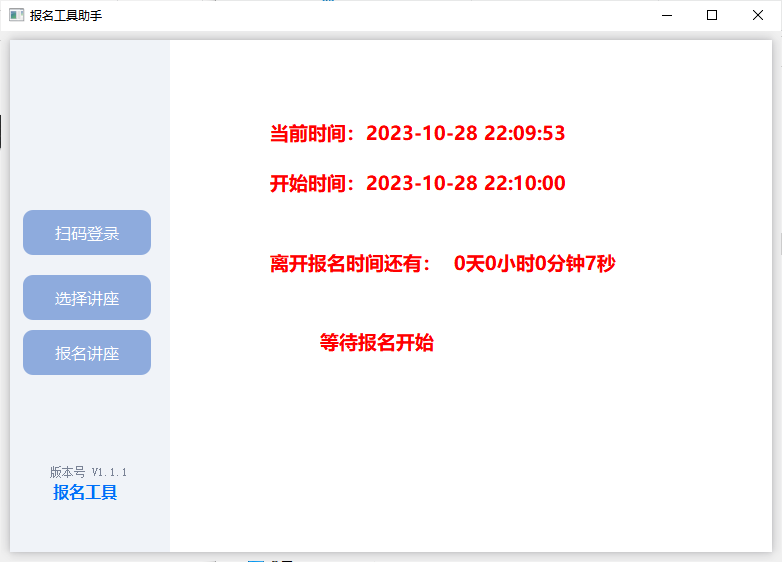 报名工具助手
当前时间：2023-10-28 22:09:53
开始时间：2023-10-28 22:10:00
离开报名时间还有： 0天0小时0分钟7秒
等待报名开始
扫码登录
选择讲座
报名讲座
版本号 V1.1.1
报名工具